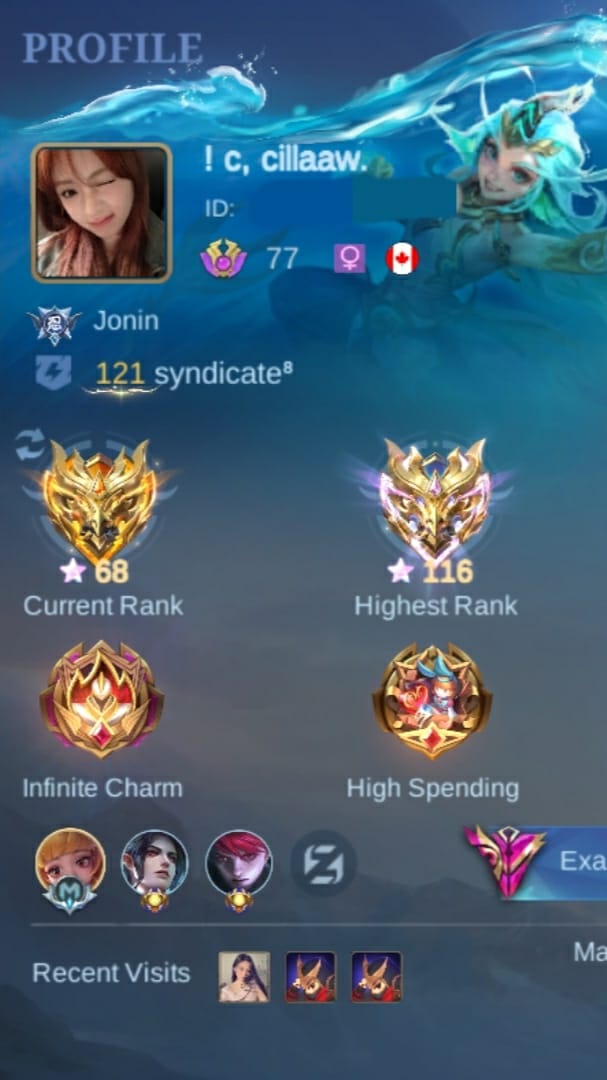 PROFILE
! c, cillaaw.
ID:
77
Jonin
121 syndicate⁸
68
116
Current Rank
Highest Rank
Infinite Charm
High Spending
M
Exa
Ma
Recent Visits